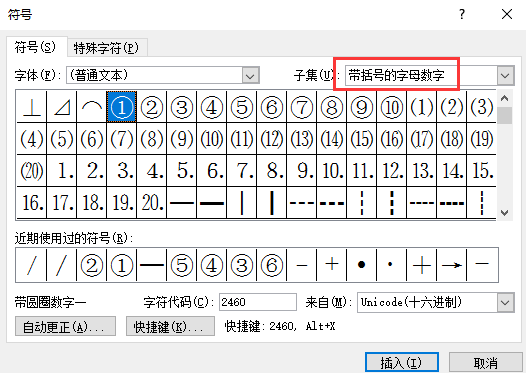 符号
? ×
符号(S) 特殊字符(P)
字体(F): (普通文本) 子集(U): 带括号的字母数字
⊥ ⊿ ⌒ ① ② ③ ④ ⑤ ⑥ ⑦ ⑧ ⑨ ⑩ ⑴ ⑵ ⑶
⑷ ⑸ ⑹ ⑺ ⑻ ⑼ ⑽ ⑾ ⑿ ⒀ ⒁ ⒂ ⒃ ⒄ ⒅ ⒆
⒇ ⒈ ⒉ ⒊ ⒋ ⒌ ⒍ ⒎ ⒏ ⒐ ⒑ ⒒ ⒓ ⒔ ⒕ ⒖
⒗ ⒘ ⒙ ⒚ ⒛ ─ ━ │ ┃ ┄ ┅ ┆ ┇ ┈ ┉ ┊
近期使用过的符号(R):
/ / ② ① — ⑤ ④ ③ ⑥ − + • · + → −
带圆圈数字一 字符代码(C): 2460 来自(M): Unicode(十六进制)
自动更正(A)... 快捷键(K)... 快捷键: 2460, Alt+X
插入(I) 取消